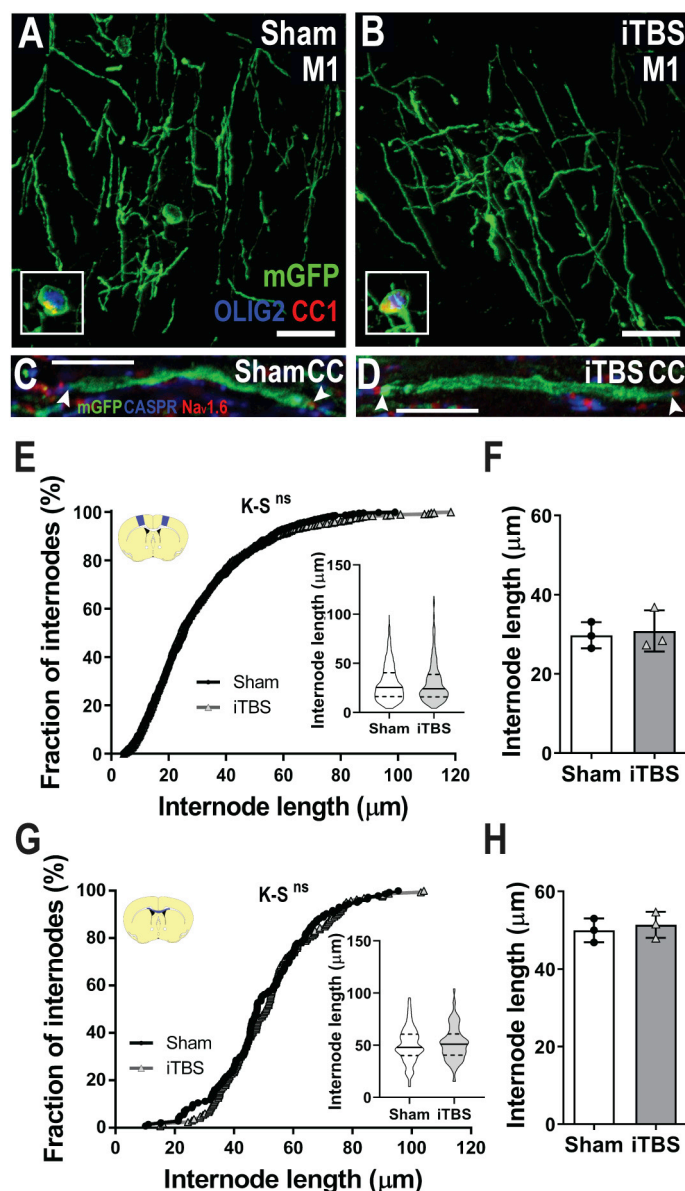 A Sham
M1
mGFP
OLIG2 CC1
B iTBS
M1
C Sham CC
mGFP CASPR Nav1.6
D iTBS CC
E
K-S ns
Fraction of internodes (%)
100
80
60
40
20
0
0 20 40 60 80 100 120
Internode length (μm)
Sham
iTBS
Internode length (μm)
150
100
50
0
Sham iTBS
F
Internode length (μm)
60
40
20
0
Sham iTBS
G
K-S ns
Fraction of internodes (%)
100
80
60
40
20
0
0 20 40 60 80 100 120
Internode length (μm)
Sham
iTBS
Internode length (μm)
150
100
50
0
Sham iTBS
H
Internode length (μm)
60
40
20
0
Sham iTBS